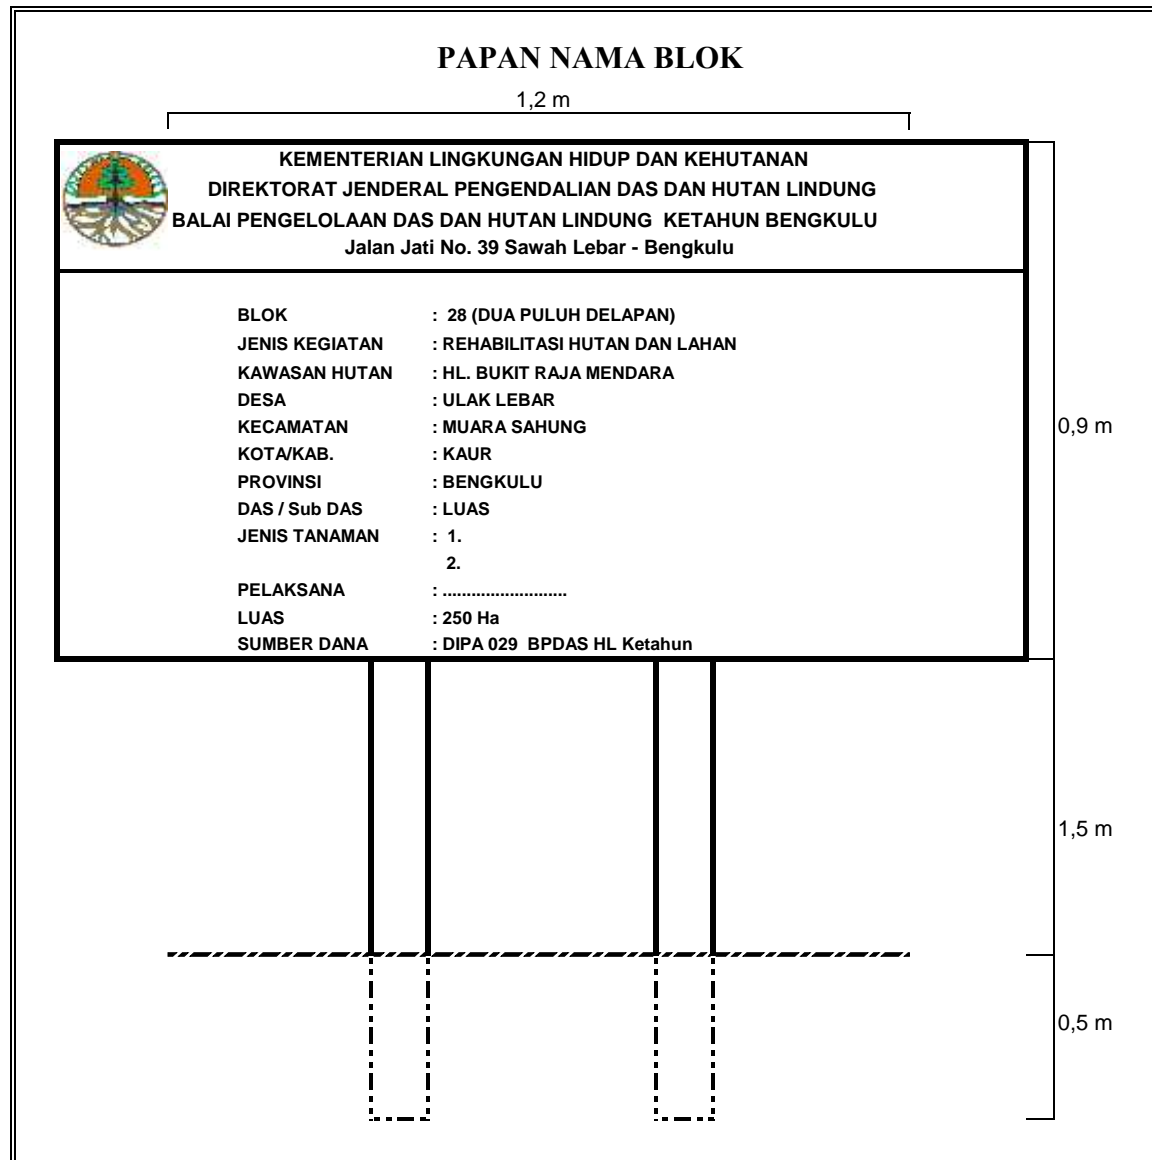 PAPAN NAMA BLOK
1,2 m
KEMENTERIAN LINGKUNGAN HIDUP DAN KEHUTANAN
DIREKTORAT JENDERAL PENGENDALIAN DAS DAN HUTAN LINDUNG
BALAI PENGELOLAAN DAS DAN HUTAN LINDUNG KETAHUN BENGKULU
Jalan Jati No. 39 Sawah Lebar - Bengkulu
BLOK : 28 (DUA PULUH DELAPAN)
JENIS KEGIATAN : REHABILITASI HUTAN DAN LAHAN
KAWASAN HUTAN : HL. BUKIT RAJA MENDARA
DESA : ULAK LEBAR
KECAMATAN : MUARA SAHUNG
0,9 m
KOTA/KAB. : KAUR
PROVINSI : BENGKULU
DAS / Sub DAS : LUAS
JENIS TANAMAN : 1.
2.
PELAKSANA : ..........................
LUAS : 250 Ha
SUMBER DANA : DIPA 029 BPDAS HL Ketahun
1,5 m
0,5 m